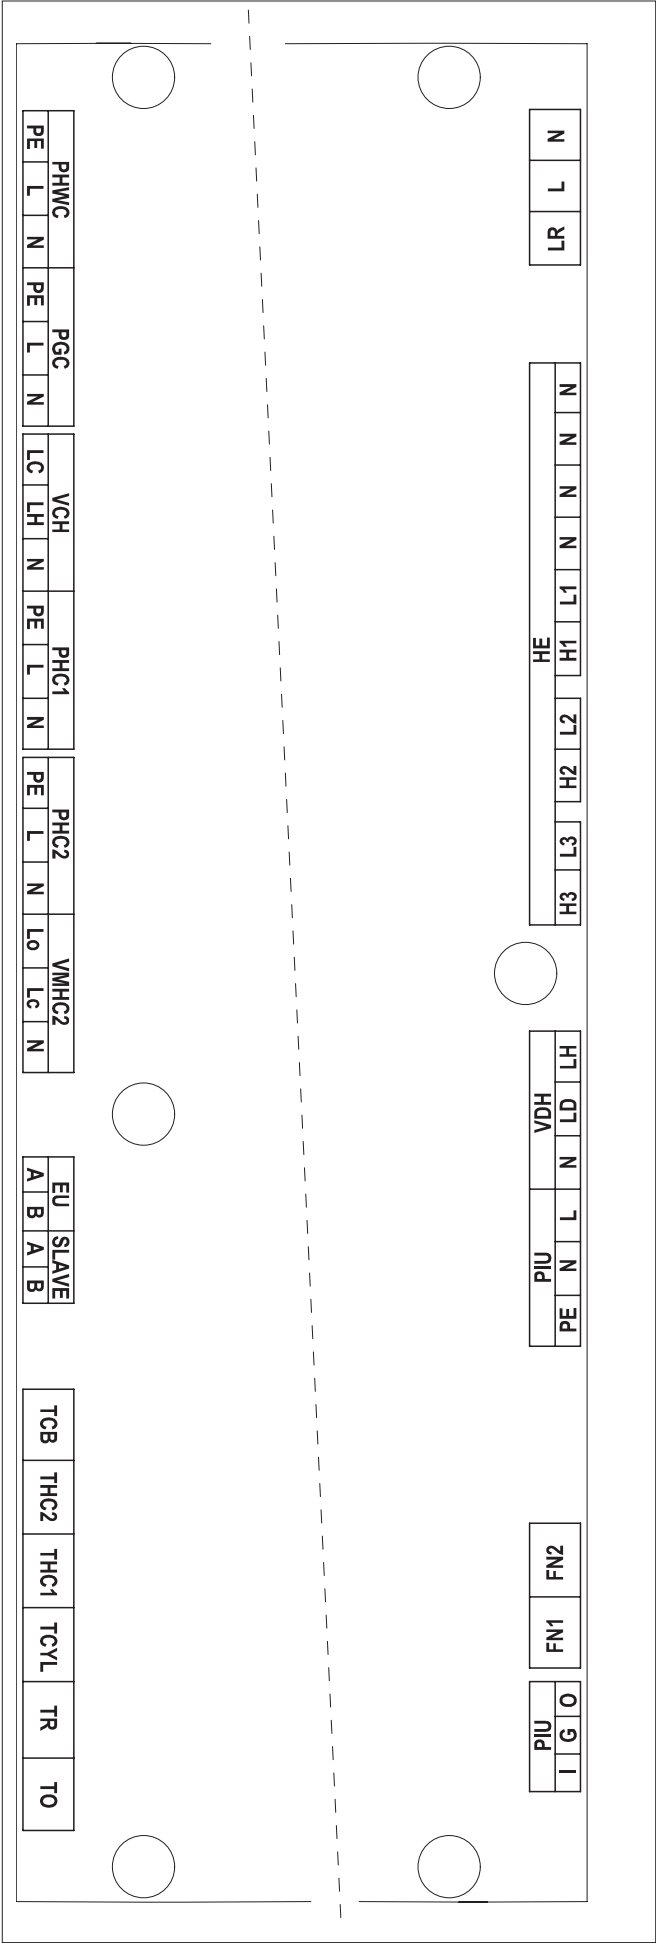 PHWC
PE L N
PGC
PE L N
VCH
LC LH N
PHC1
PE L N
PHC2
PE L N
VMHC2
Lo Lc N
EU
A B
SLAVE
A B
TCB
THC2
THC1
TCYL
TR
TO
N
L
LR
N N N N L1 H1 L2 H2 L3 H3
HE
LH LD N
VDH
L N PE
PIU
FN2
FN1
O G I
PIU